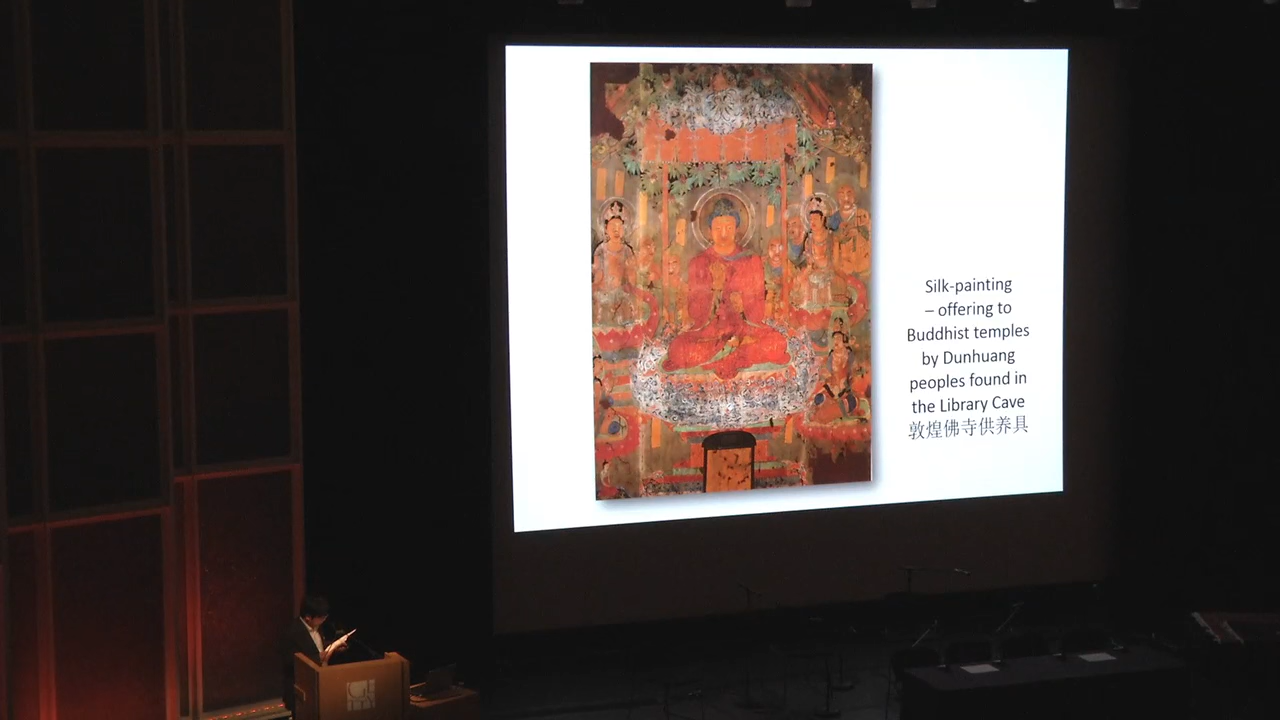 Silk-painting
– offering to
Buddhist temples
by Dunhuang
peoples found in
the Library Cave
敦煌佛寺供养具